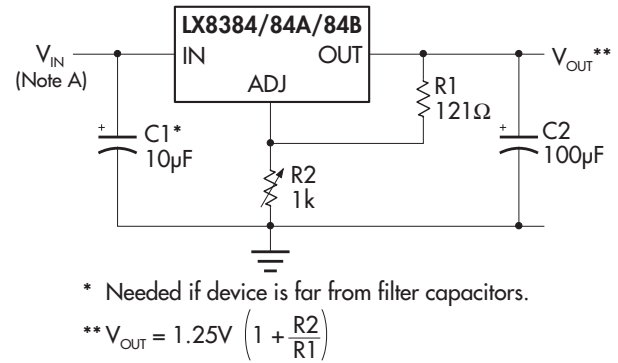 LX8384/84A/84B
V_IN
(Note A)
IN
OUT
ADJ
V_OUT**
R1
121Ω
+
C1*
10µF
R2
1k
+
C2
100µF
* Needed if device is far from filter capacitors.
** V_OUT = 1.25V (1 + R2/R1)